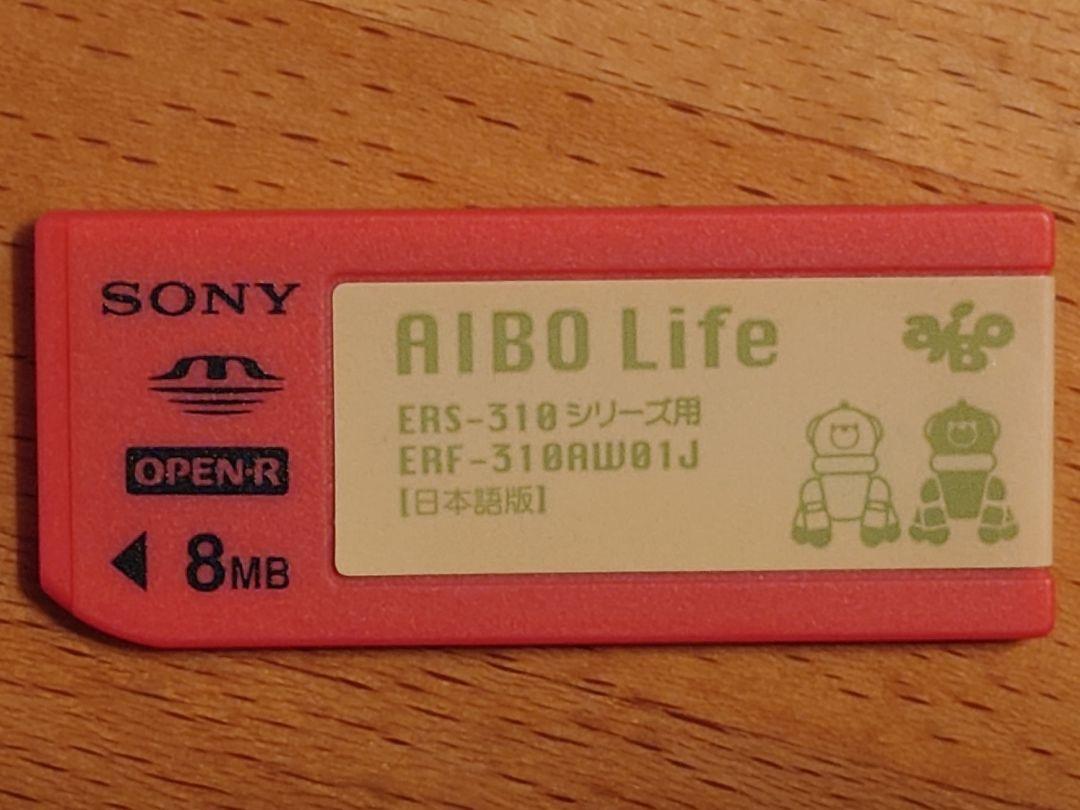 SONY
OPEN·R
8MB
AIBO Life
aiBo
ERS-310シリーズ用
ERF-310AW01J
[日本語版]